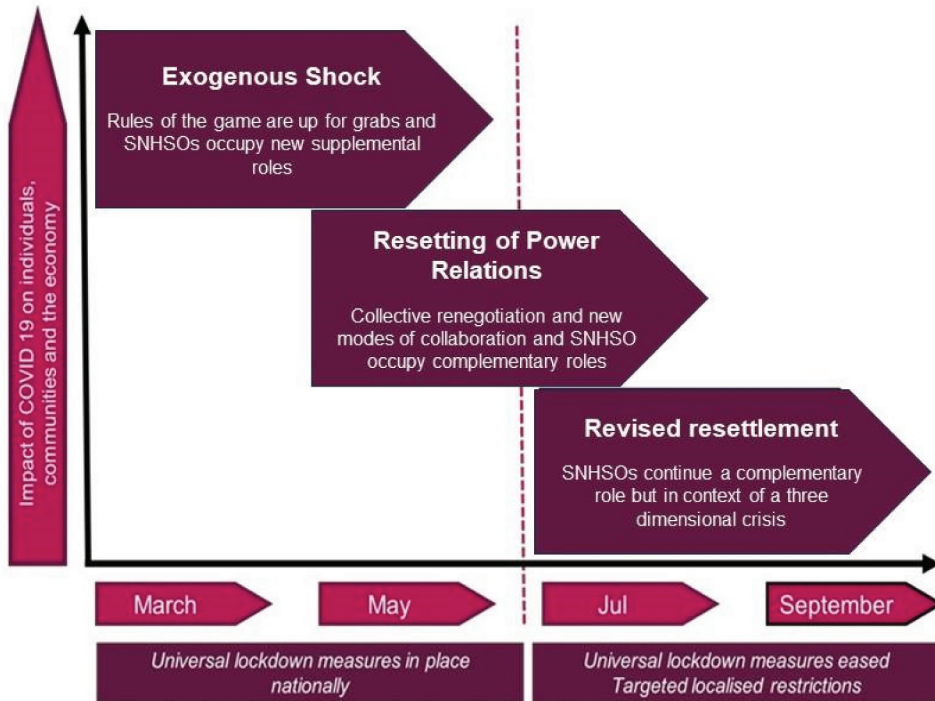 Impact of COVID 19 on individuals,
communities and the economy
Exogenous Shock
Rules of the game are up for grabs and
SNHSOs occupy new supplemental
roles
Resetting of Power
Relations
Collective renegotiation and new
modes of collaboration and SNHSO
occupy complementary roles
Revised resettlement
SNHSOs continue a complementary
role but in context of a three
dimensional crisis
March
May
Jul
September
Universal lockdown measures in place
nationally
Universal lockdown measures eased
Targeted localised restrictions